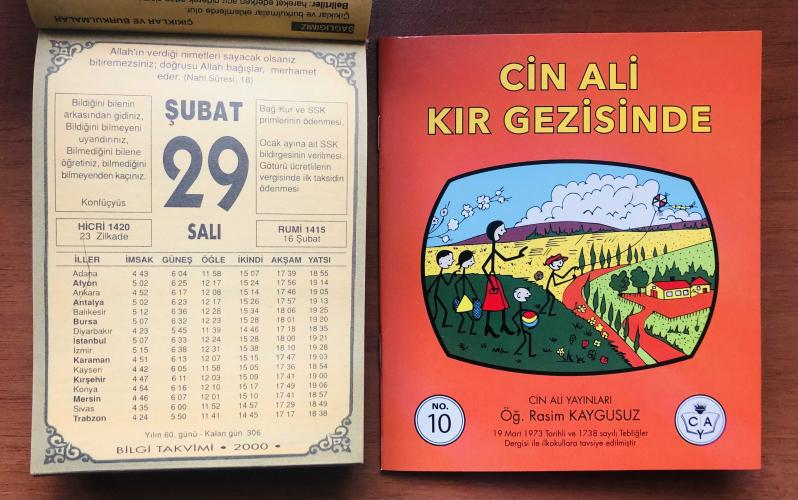 SAĞLIĞIMIZ
ÇIKIKLAR VE BURKULMALAR
Çıkıklar ve burkulmalar eklemlerde olur.
Allah'ın verdiği nimetleri sayacak olsanız
bitiremezsiniz; doğrusu Allah bağışlar, merhamet
eder. (Nahl Sûresi, 18)
Bildiğini bilenin
arkasından gidiniz,
Bildiğini bilmeyeni
uyandırınız,
Bilmediğini bilene
öğretiniz, bilmediğini
bilmeyenden kaçınız.
Konfüçyüs
ŞUBAT
29
SALI
Bağ-Kur ve SSK
primlerinin ödenmesi,
Ocak ayına ait SSK
bildirgesinin verilmesi.
Götürü ücretlilerin
vergisinde ilk taksidin
ödenmesi
HİCRİ 1420
23 Zilkade
RUMI 1415
16 Şubat
İLLER İMSAK GÜNEŞ ÖĞLE İKİNDİ AKŞAM YATSI
Adana 4 43 6 04 11 58 15 07 17 39 18 55
Afyon 5 02 6 25 12 17 15 24 17 56 19 14
Ankara 4 52 6 17 12 08 15 14 17 46 19 05
Antalya 5 02 6 23 12 17 15 26 17 57 19 13
Balıkesir 5 12 6 36 12 28 15 34 18 06 19 25
Bursa 5 07 6 32 12 23 15 28 18 01 19 20
Diyarbakır 4 23 5 45 11 39 14 46 17 18 18 35
İstanbul 5 07 6 33 12 24 15 28 18 00 19 21
İzmir 5 15 6 38 12 31 15 38 18 10 19 28
Karaman 4 51 6 13 12 07 15 15 17 47 19 03
Kayseri 4 42 6 05 11 58 15 05 17 36 18 54
Kırşehir 4 47 6 11 12 03 15 09 17 41 19 00
Konya 4 54 6 16 12 10 15 17 17 49 19 06
Mersin 4 46 6 07 12 01 15 10 17 41 18 57
Sivas 4 35 6 00 11 52 14 57 17 29 18 49
Trabzon 4 24 5 50 11 41 14 45 17 17 18 38
Yılın 60. günü - Kalan gün 306
BİLGİ TAKVİMİ • 2000 •
CİN ALİ
KIR GEZİSİNDE
NO.
10
CİN ALİ YAYINLARI
Öğ. Rasim KAYGUSUZ
19 Mart 1973 Tarihli ve 1738 sayılı Tebliğler
Dergisi ile ilkokullara tavsiye edilmiştir
C A
Y